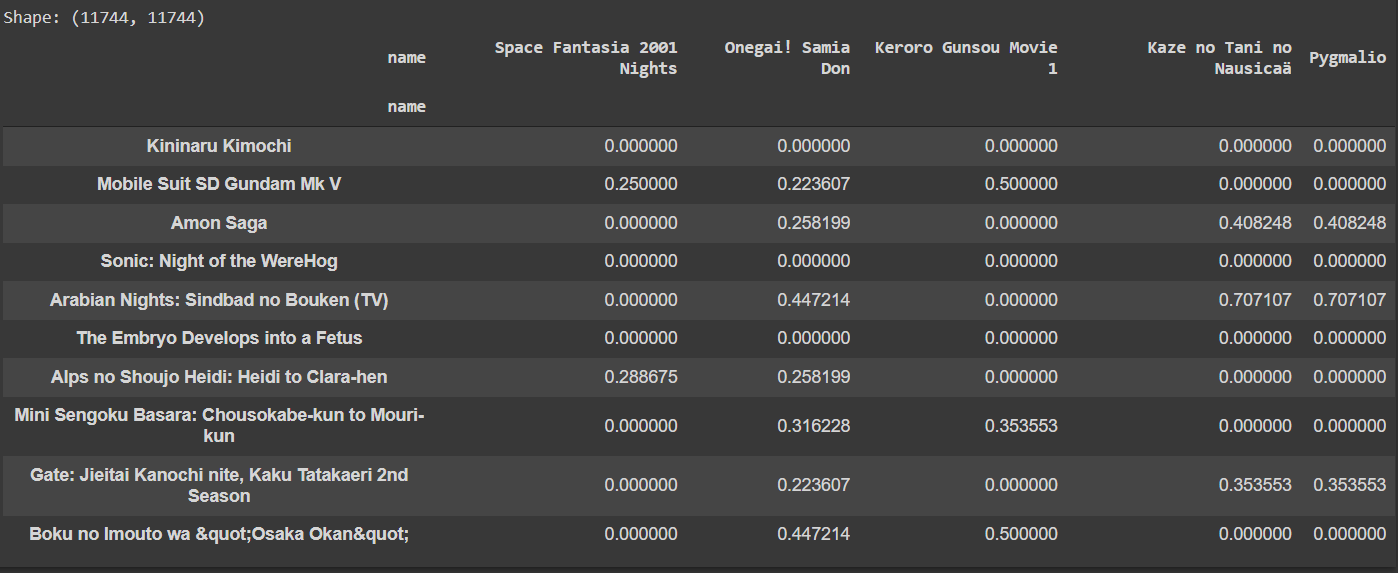 Shape: (11744, 11744)
name Space Fantasia 2001 Nights Onegai! Samia Don Keroro Gunsou Movie 1 Kaze no Tani no Nausicaä Pygmalio
name
Kininaru Kimochi 0.000000 0.000000 0.000000 0.000000 0.000000
Mobile Suit SD Gundam Mk V 0.250000 0.223607 0.500000 0.000000 0.000000
Amon Saga 0.000000 0.258199 0.000000 0.408248 0.408248
Sonic: Night of the WereHog 0.000000 0.000000 0.000000 0.000000 0.000000
Arabian Nights: Sindbad no Bouken (TV) 0.000000 0.447214 0.000000 0.707107 0.707107
The Embryo Develops into a Fetus 0.000000 0.000000 0.000000 0.000000 0.000000
Alps no Shoujo Heidi: Heidi to Clara-hen 0.288675 0.258199 0.000000 0.000000 0.000000
Mini Sengoku Basara: Chousokabe-kun to Mouri-
kun 0.000000 0.316228 0.353553 0.000000 0.000000
Gate: Jieitai Kanochi nite, Kaku Tatakaeri 2nd
Season 0.000000 0.223607 0.000000 0.353553 0.353553
Boku no Imouto wa &quot;Osaka Okan&quot; 0.000000 0.447214 0.500000 0.000000 0.000000